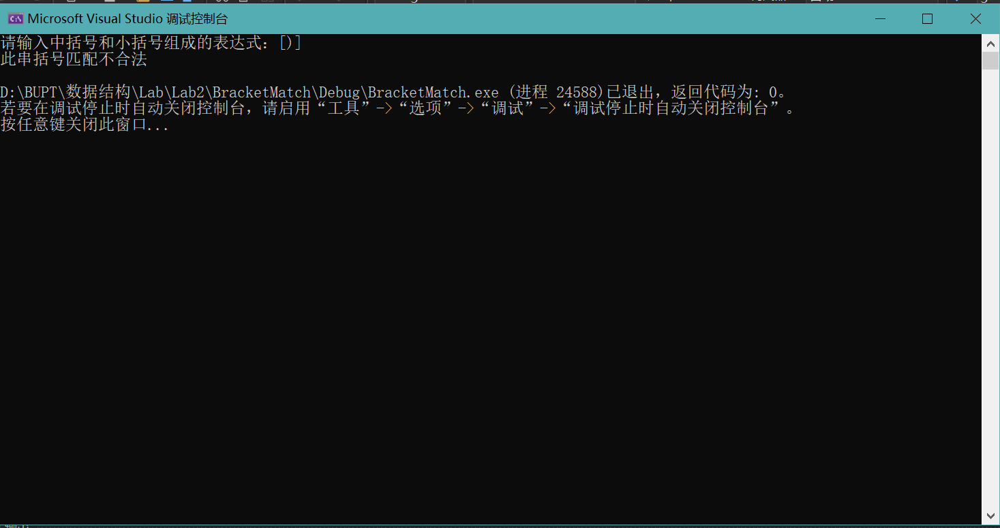 Microsoft Visual Studio 调试控制台
请输入中括号和小括号组成的表达式：[)]
此串括号匹配不合法
D:\BUPT\数据结构\Lab\Lab2\BracketMatch\Debug\BracketMatch.exe (进程 24588)已退出，返回代码为: 0。
若要在调试停止时自动关闭控制台，请启用“工具”->“选项”->“调试”->“调试停止时自动关闭控制台”。
按任意键关闭此窗口...